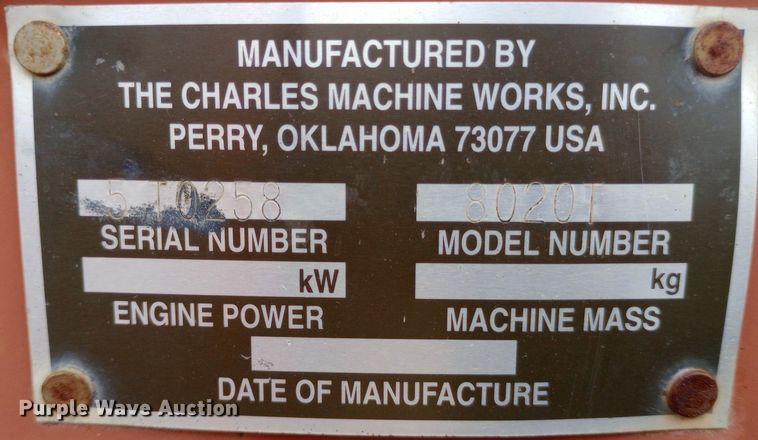 MANUFACTURED BY
THE CHARLES MACHINE WORKS, INC.
PERRY, OKLAHOMA 73077 USA
5T0258 8020T
SERIAL NUMBER MODEL NUMBER
kW kg
ENGINE POWER MACHINE MASS
DATE OF MANUFACTURE
Purple Wave Auction